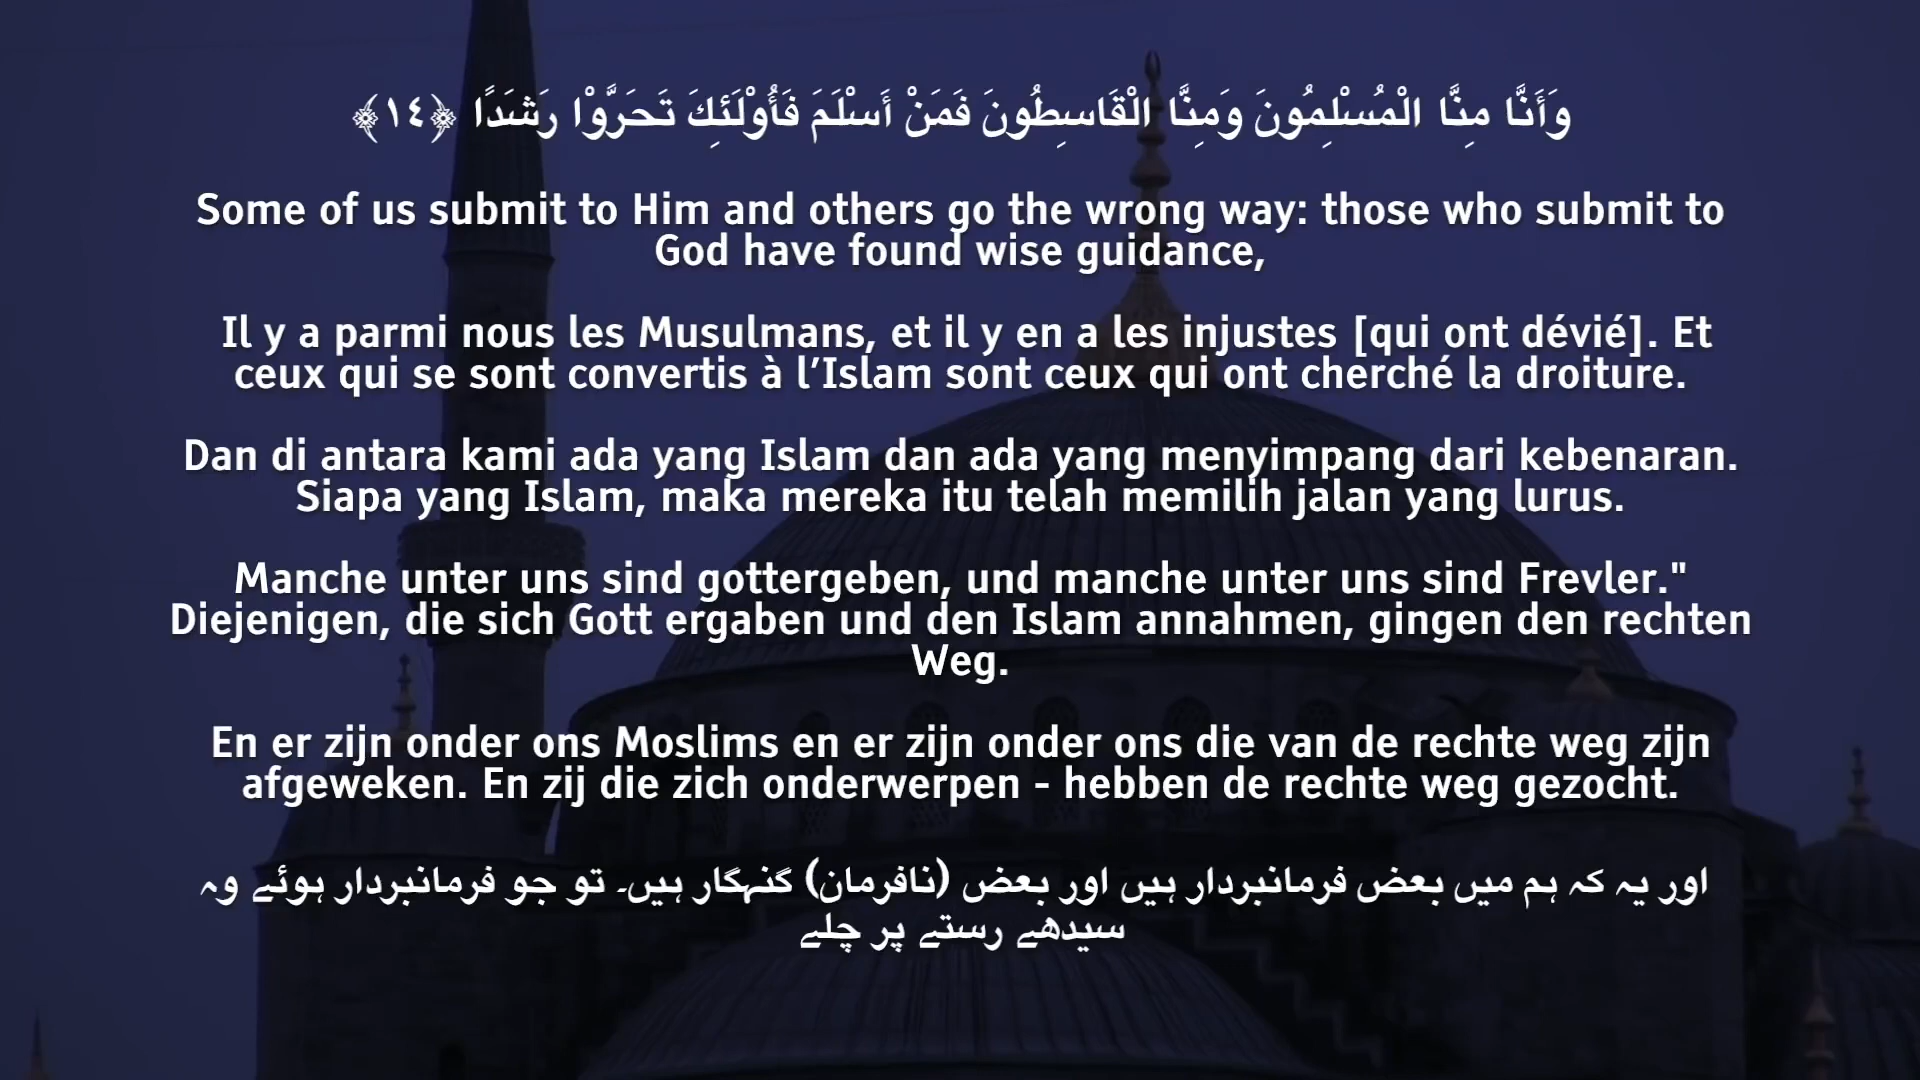 وَأَنَّا مِنَّا الْمُسْلِمُونَ وَمِنَّا الْقَاسِطُونَ فَمَنْ أَسْلَمَ فَأُوْلَئِكَ تَحَرَّوْا رَشَدًا ﴿١٤﴾
Some of us submit to Him and others go the wrong way: those who submit to
God have found wise guidance,
Il y a parmi nous les Musulmans, et il y en a les injustes [qui ont dévié]. Et
ceux qui se sont convertis à l’Islam sont ceux qui ont cherché la droiture.
Dan di antara kami ada yang Islam dan ada yang menyimpang dari kebenaran.
Siapa yang Islam, maka mereka itu telah memilih jalan yang lurus.
Manche unter uns sind gottergeben, und manche unter uns sind Frevler."
Diejenigen, die sich Gott ergaben und den Islam annahmen, gingen den rechten
Weg.
En er zijn onder ons Moslims en er zijn onder ons die van de rechte weg zijn
afgeweken. En zij die zich onderwerpen - hebben de rechte weg gezocht.
اور یہ کہ ہم میں بعض فرمانبردار ہیں اور بعض (نافرمان) گنہگار ہیں۔ تو جو فرمانبردار ہوئے وہ
سیدھے رستے پر چلے